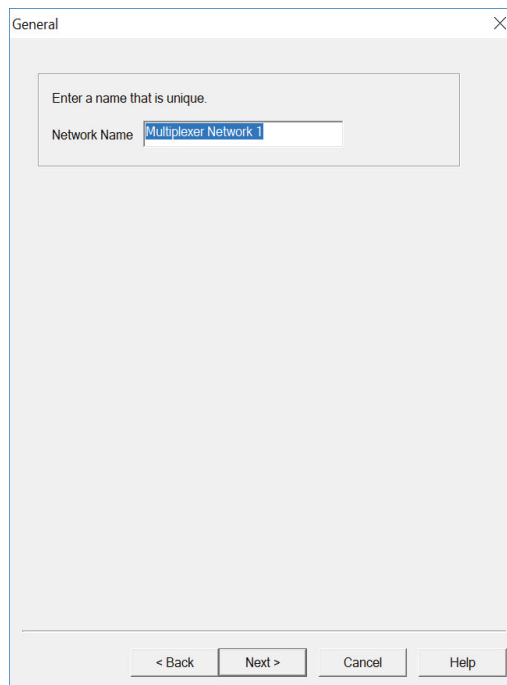 General
Enter a name that is unique.
Network Name Multiplexer Network 1
< Back Next > Cancel Help